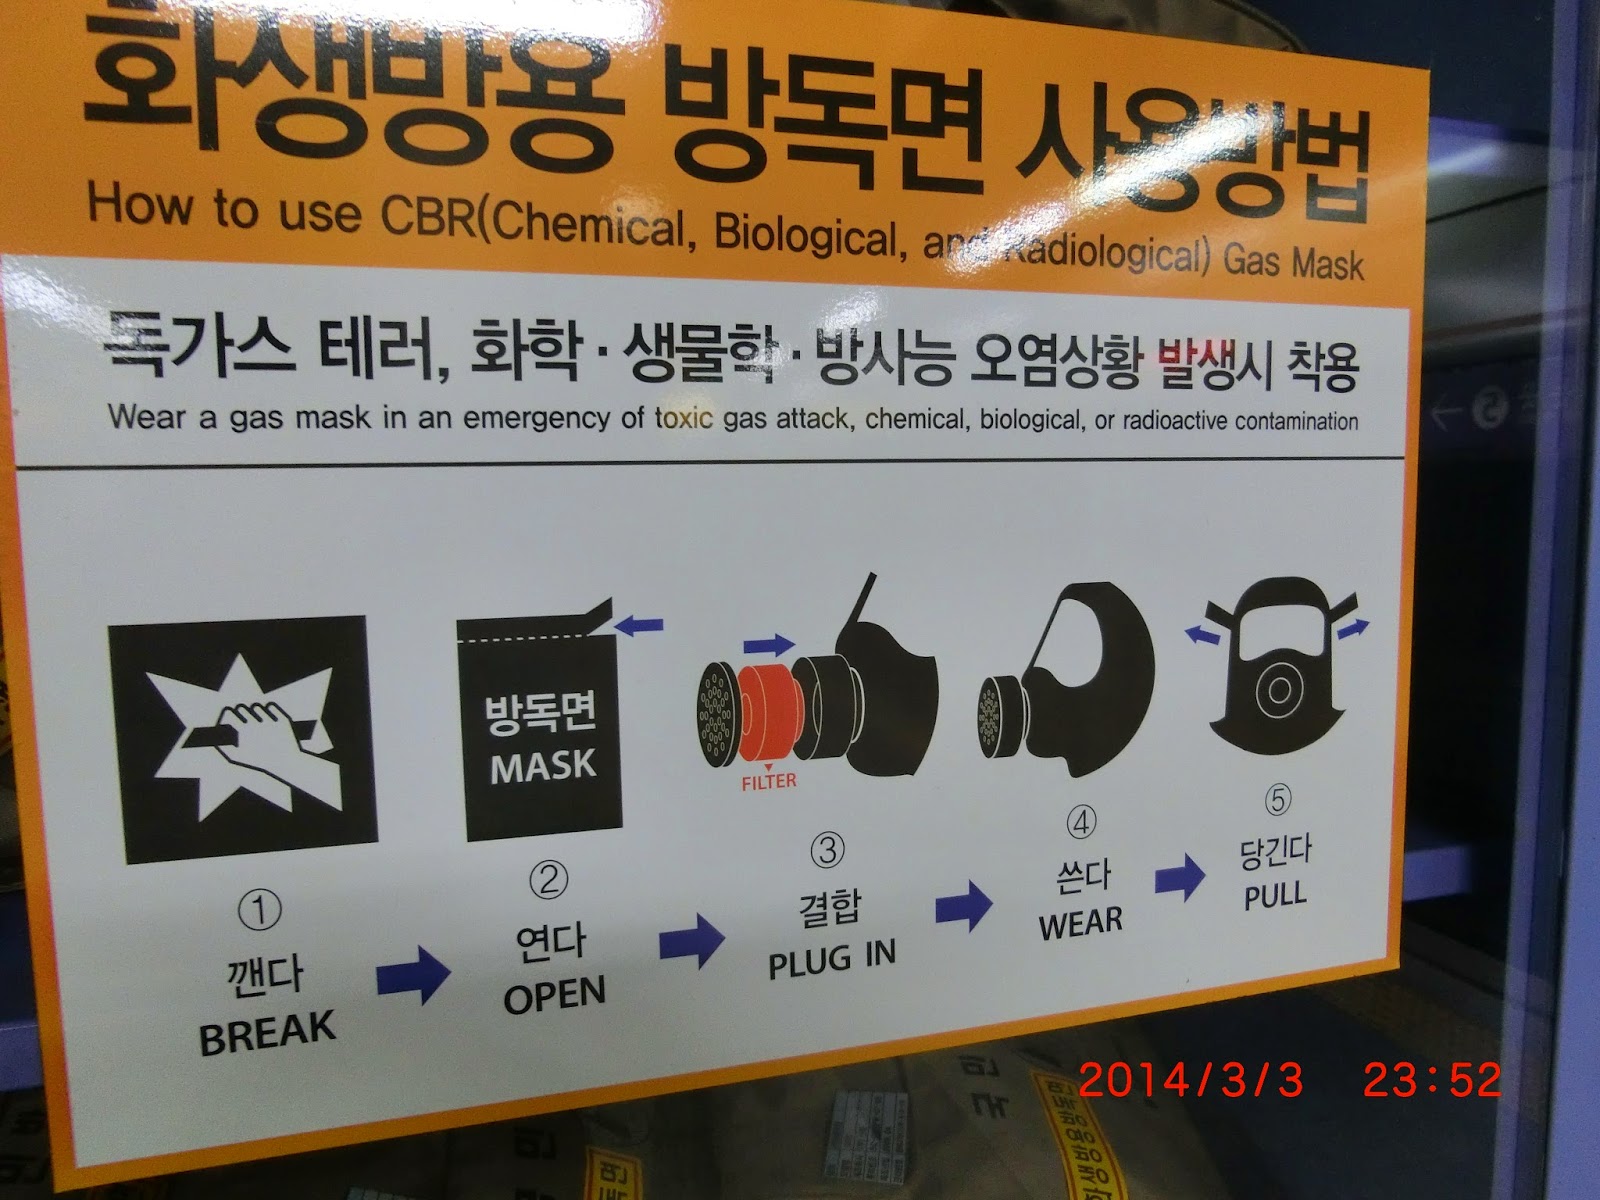 화생방용 방독면 사용방법
How to use CBR(Chemical, Biological, and Radiological) Gas Mask
독가스 테러, 화학·생물학·방사능 오염상황 발생시 착용
Wear a gas mask in an emergency of toxic gas attack, chemical, biological, or radioactive contamination
방독면
MASK
FILTER
①
깬다
BREAK
②
연다
OPEN
③
결합
PLUG IN
④
쓴다
WEAR
⑤
당긴다
PULL
2014/3/3 23:52